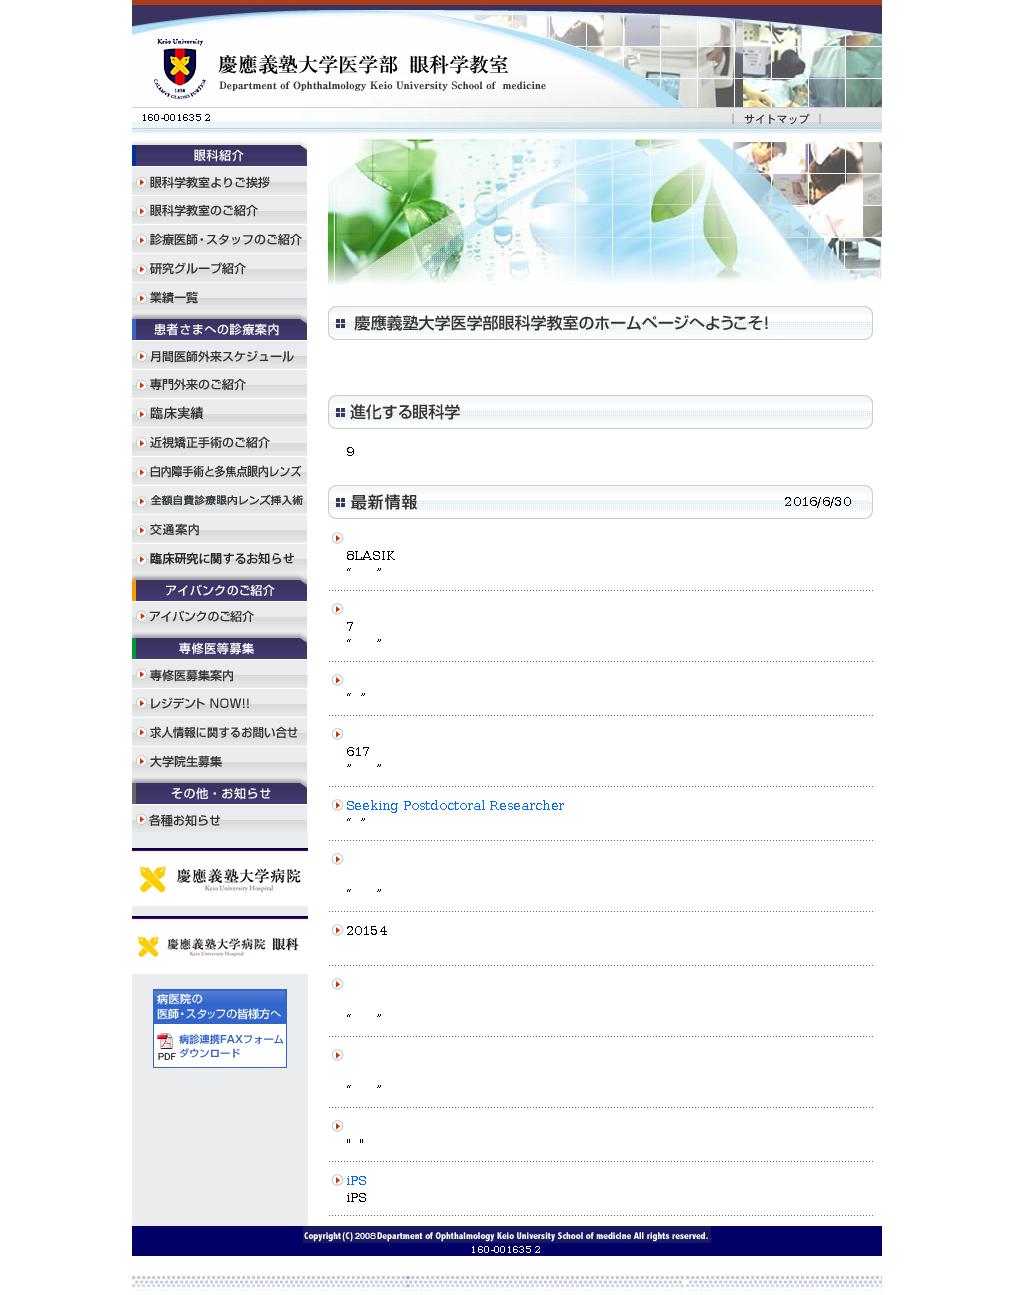 Keio University
1858
CALAMVS GLADIO FORTIOR
慶應義塾大学医学部 眼科学教室
Department of Ophthalmology Keio University School of medicine
160-001635 2
サイトマップ
眼科紹介
眼科学教室よりご挨拶
眼科学教室のご紹介
診療医師・スタッフのご紹介
研究グループ紹介
業績一覧
患者さまへの診療案内
月間医師外来スケジュール
専門外来のご紹介
臨床実績
近視矯正手術のご紹介
白内障手術と多焦点眼内レンズ
全額自費診療眼内レンズ挿入術
交通案内
臨床研究に関するお知らせ
アイバンクのご紹介
アイバンクのご紹介
専修医等募集
専修医募集案内
レジデント NOW!!
求人情報に関するお問い合せ
大学院生募集
その他・お知らせ
各種お知らせ
慶應義塾大学病院
Keio University Hospital
慶應義塾大学病院 眼科
Keio University Hospital
病医院の
医師・スタッフの皆様方へ
病診連携FAXフォーム
PDF ダウンロード
慶應義塾大学医学部眼科学教室のホームページへようこそ!
進化する眼科学
9
最新情報 2016/6/30
8LASIK
“ ”
7
“ ”
“ ”
617
” ”
Seeking Postdoctoral Researcher
“ ”
“ ”
20154
“ ”
“ ”
" "
iPS
iPS
Copyright (C) 2008 Department of Ophthalmology Keio University School of medicine All rights reserved.
160-001635 2